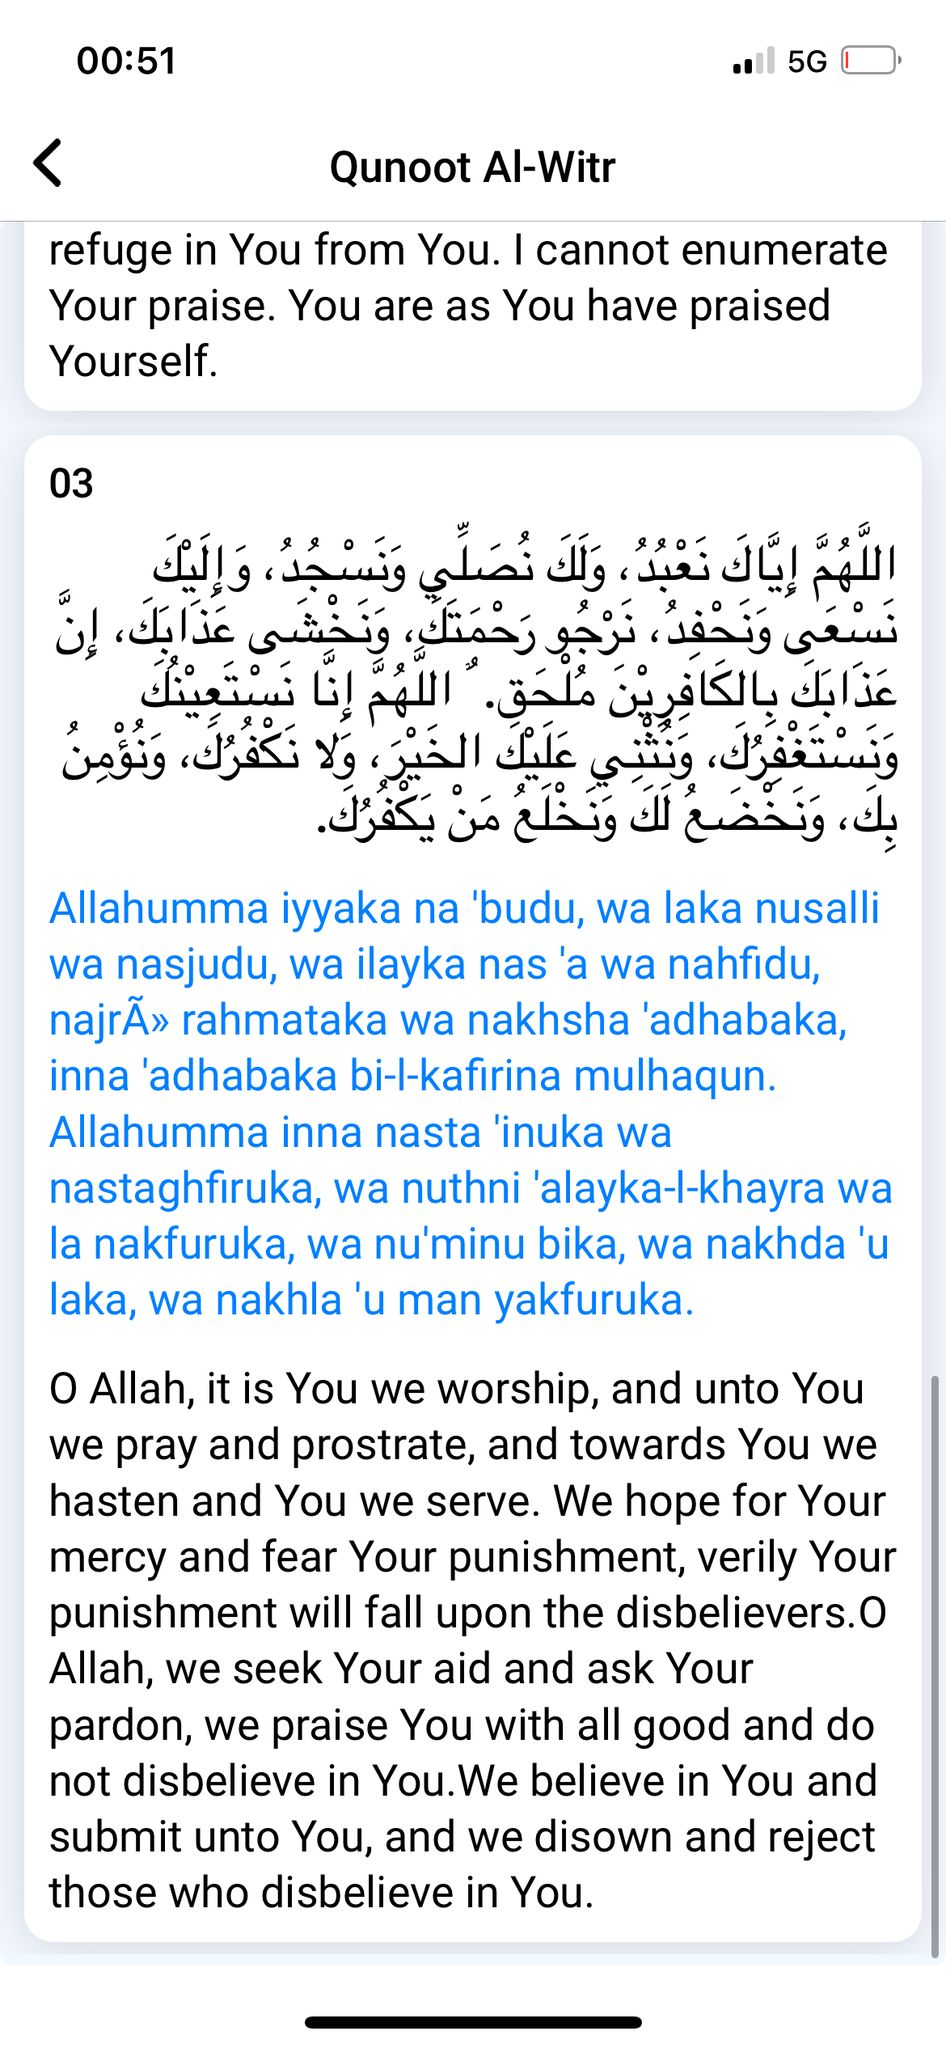 00:51
5G
Qunoot Al-Witr
refuge in You from You. I cannot enumerate
Your praise. You are as You have praised
Yourself.
03
اللَّهُمَّ إِيَّاكَ نَعْبُدُ، وَلَكَ نُصَلِّي وَنَسْجُدُ، وَإِلَيْكَ
نَسْعَى وَنَحْفِدُ، نَرْجُو رَحْمَتَكَ، وَنَخْشَى عَذَابَكَ، إِنَّ
عَذَابَكَ بِالكَافِرِيْنَ مُلْحَقٌ. اللَّهُمَّ إِنَّا نَسْتَعِيْنُكَ
وَنَسْتَغْفِرُكَ، وَنُثْنِي عَلَيْكَ الخَيْرَ، وَلا نَكْفُرُكَ، وَنُؤْمِنُ
بِكَ، وَنَخْضَعُ لَكَ وَنَخْلَعُ مَنْ يَكْفُرُكَ.
Allahumma iyyaka na 'budu, wa laka nusalli
wa nasjudu, wa ilayka nas 'a wa nahfidu,
najrÃ» rahmataka wa nakhsha 'adhabaka,
inna 'adhabaka bi-l-kafirina mulhaqun.
Allahumma inna nasta 'inuka wa
nastaghfiruka, wa nuthni 'alayka-l-khayra wa
la nakfuruka, wa nu'minu bika, wa nakhda 'u
laka, wa nakhla 'u man yakfuruka.
O Allah, it is You we worship, and unto You
we pray and prostrate, and towards You we
hasten and You we serve. We hope for Your
mercy and fear Your punishment, verily Your
punishment will fall upon the disbelievers.O
Allah, we seek Your aid and ask Your
pardon, we praise You with all good and do
not disbelieve in You.We believe in You and
submit unto You, and we disown and reject
those who disbelieve in You.